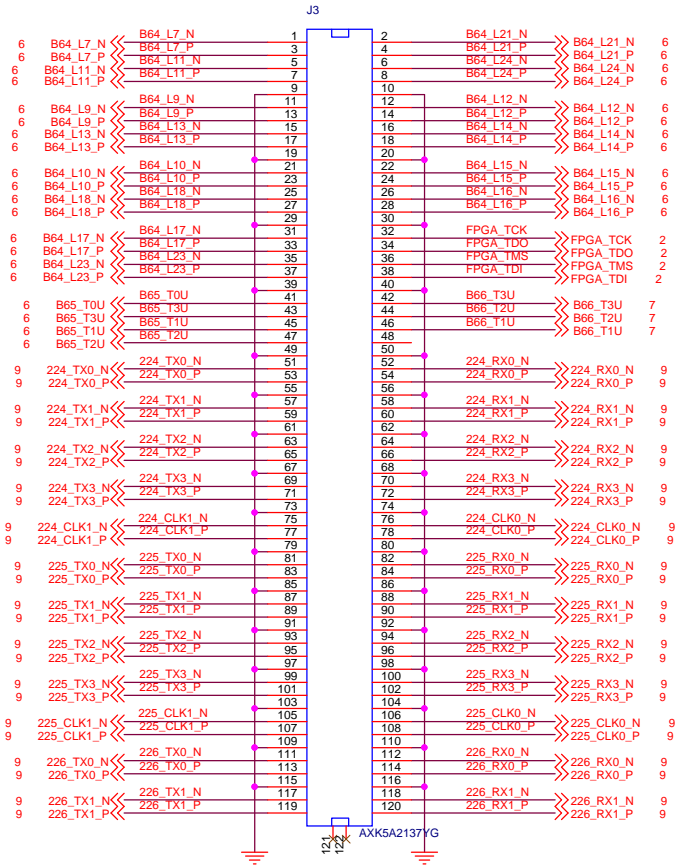 J3
6 B64_L7_N B64_L7_N 1 2 B64_L21_N B64_L21_N 6
6 B64_L7_P B64_L7_P 3 4 B64_L21_P B64_L21_P 6
6 B64_L11_N B64_L11_N 5 6 B64_L24_N B64_L24_N 6
6 B64_L11_P B64_L11_P 7 8 B64_L24_P B64_L24_P 6
9 10
6 B64_L9_N B64_L9_N 11 12 B64_L12_N B64_L12_N 6
6 B64_L9_P B64_L9_P 13 14 B64_L12_P B64_L12_P 6
6 B64_L13_N B64_L13_N 15 16 B64_L14_N B64_L14_N 6
6 B64_L13_P B64_L13_P 17 18 B64_L14_P B64_L14_P 6
19 20
6 B64_L10_N B64_L10_N 21 22 B64_L15_N B64_L15_N 6
6 B64_L10_P B64_L10_P 23 24 B64_L15_P B64_L15_P 6
6 B64_L18_N B64_L18_N 25 26 B64_L16_N B64_L16_N 6
6 B64_L18_P B64_L18_P 27 28 B64_L16_P B64_L16_P 6
29 30
6 B64_L17_N B64_L17_N 31 32 FPGA_TCK FPGA_TCK 2
6 B64_L17_P B64_L17_P 33 34 FPGA_TDO FPGA_TDO 2
6 B64_L23_N B64_L23_N 35 36 FPGA_TMS FPGA_TMS 2
6 B64_L23_P B64_L23_P 37 38 FPGA_TDI FPGA_TDI 2
39 40
6 B65_T0U B65_T0U 41 42 B66_T3U B66_T3U 7
6 B65_T3U B65_T3U 43 44 B66_T2U B66_T2U 7
6 B65_T1U B65_T1U 45 46 B66_T1U B66_T1U 7
6 B65_T2U B65_T2U 47 48
49 50
9 224_TX0_N 224_TX0_N 51 52 224_RX0_N 224_RX0_N 9
9 224_TX0_P 224_TX0_P 53 54 224_RX0_P 224_RX0_P 9
55 56
9 224_TX1_N 224_TX1_N 57 58 224_RX1_N 224_RX1_N 9
9 224_TX1_P 224_TX1_P 59 60 224_RX1_P 224_RX1_P 9
61 62
9 224_TX2_N 224_TX2_N 63 64 224_RX2_N 224_RX2_N 9
9 224_TX2_P 224_TX2_P 65 66 224_RX2_P 224_RX2_P 9
67 68
9 224_TX3_N 224_TX3_N 69 70 224_RX3_N 224_RX3_N 9
9 224_TX3_P 224_TX3_P 71 72 224_RX3_P 224_RX3_P 9
73 74
9 224_CLK1_N 224_CLK1_N 75 76 224_CLK0_N 224_CLK0_N 9
9 224_CLK1_P 224_CLK1_P 77 78 224_CLK0_P 224_CLK0_P 9
79 80
9 225_TX0_N 225_TX0_N 81 82 225_RX0_N 225_RX0_N 9
9 225_TX0_P 225_TX0_P 83 84 225_RX0_P 225_RX0_P 9
85 86
9 225_TX1_N 225_TX1_N 87 88 225_RX1_N 225_RX1_N 9
9 225_TX1_P 225_TX1_P 89 90 225_RX1_P 225_RX1_P 9
91 92
9 225_TX2_N 225_TX2_N 93 94 225_RX2_N 225_RX2_N 9
9 225_TX2_P 225_TX2_P 95 96 225_RX2_P 225_RX2_P 9
97 98
9 225_TX3_N 225_TX3_N 99 100 225_RX3_N 225_RX3_N 9
9 225_TX3_P 225_TX3_P 101 102 225_RX3_P 225_RX3_P 9
103 104
9 225_CLK1_N 225_CLK1_N 105 106 225_CLK0_N 225_CLK0_N 9
9 225_CLK1_P 225_CLK1_P 107 108 225_CLK0_P 225_CLK0_P 9
109 110
9 226_TX0_N 226_TX0_N 111 112 226_RX0_N 226_RX0_N 9
9 226_TX0_P 226_TX0_P 113 114 226_RX0_P 226_RX0_P 9
115 116
9 226_TX1_N 226_TX1_N 117 118 226_RX1_N 226_RX1_N 9
9 226_TX1_P 226_TX1_P 119 120 226_RX1_P 226_RX1_P 9
121 122 AXK5A2137YG